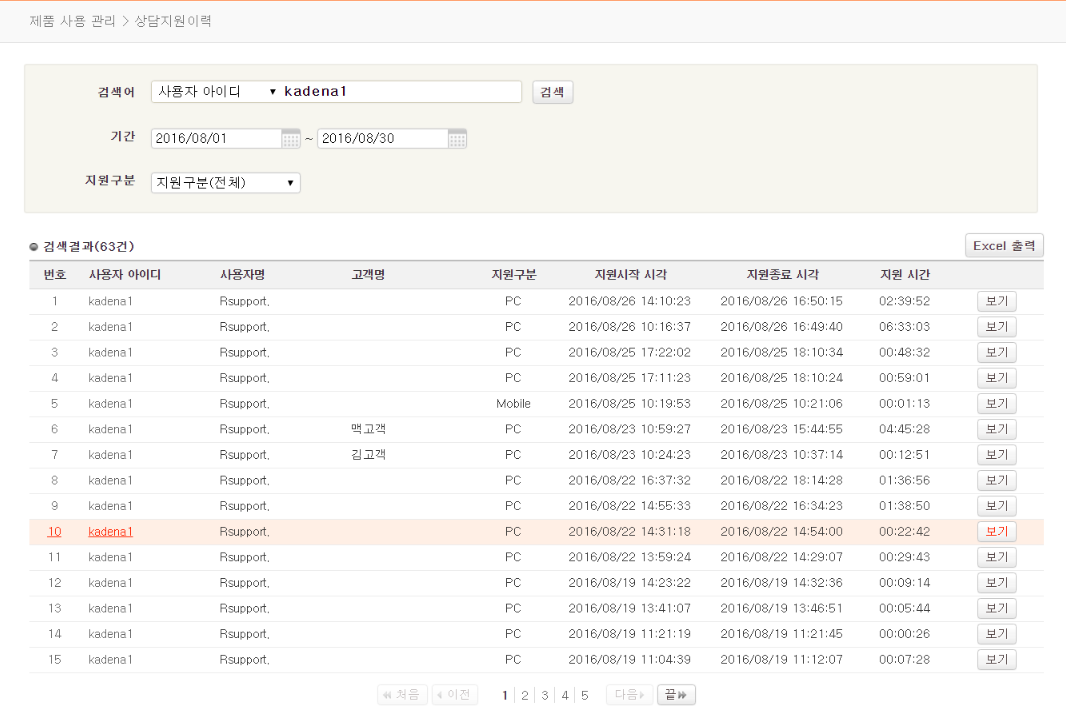 제품 사용 관리 > 상담지원이력
검색어 사용자 아이디 ▼ kadena1 검색
기간 2016/08/01 ~ 2016/08/30
지원구분 지원구분(전체) ▼
검색결과(63건) Excel 출력
번호 사용자 아이디 사용자명 고객명 지원구분 지원시작 시각 지원종료 시각 지원 시간
1 kadena1 Rsupport. PC 2016/08/26 14:10:23 2016/08/26 16:50:15 02:39:52 보기
2 kadena1 Rsupport. PC 2016/08/26 10:16:37 2016/08/26 16:49:40 06:33:03 보기
3 kadena1 Rsupport. PC 2016/08/25 17:22:02 2016/08/25 18:10:34 00:48:32 보기
4 kadena1 Rsupport. PC 2016/08/25 17:11:23 2016/08/25 18:10:24 00:59:01 보기
5 kadena1 Rsupport. Mobile 2016/08/25 10:19:53 2016/08/25 10:21:06 00:01:13 보기
6 kadena1 Rsupport. 맥고객 PC 2016/08/23 10:59:27 2016/08/23 15:44:55 04:45:28 보기
7 kadena1 Rsupport. 김고객 PC 2016/08/23 10:24:23 2016/08/23 10:37:14 00:12:51 보기
8 kadena1 Rsupport. PC 2016/08/22 16:37:32 2016/08/22 18:14:28 01:36:56 보기
9 kadena1 Rsupport. PC 2016/08/22 14:55:33 2016/08/22 16:34:23 01:38:50 보기
10 kadena1 Rsupport. PC 2016/08/22 14:31:18 2016/08/22 14:54:00 00:22:42 보기
11 kadena1 Rsupport. PC 2016/08/22 13:59:24 2016/08/22 14:29:07 00:29:43 보기
12 kadena1 Rsupport. PC 2016/08/19 14:23:22 2016/08/19 14:32:36 00:09:14 보기
13 kadena1 Rsupport. PC 2016/08/19 13:41:07 2016/08/19 13:46:51 00:05:44 보기
14 kadena1 Rsupport. PC 2016/08/19 11:21:19 2016/08/19 11:21:45 00:00:26 보기
15 kadena1 Rsupport. PC 2016/08/19 11:04:39 2016/08/19 11:12:07 00:07:28 보기
처음 이전 1 2 3 4 5 다음 끝